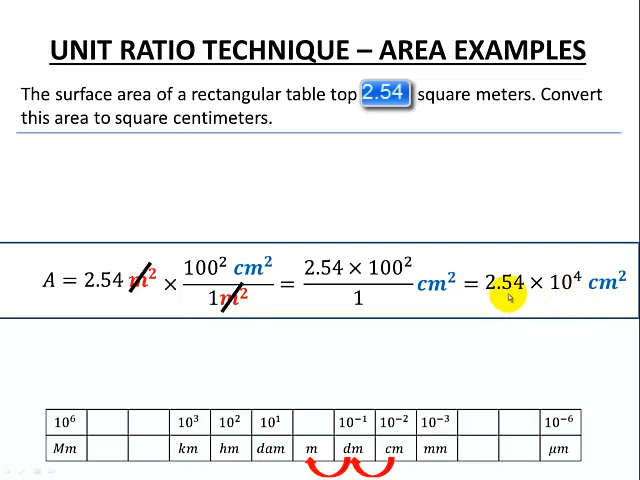 UNIT RATIO TECHNIQUE – AREA EXAMPLES
The surface area of a rectangular table top 2.54 square meters. Convert
this area to square centimeters.
A = 2.54 m² × 100² cm² / 1m² = 2.54 × 100² / 1 cm² = 2.54 × 10⁴ cm²
10⁶ 10³ 10² 10¹ 10⁻¹ 10⁻² 10⁻³ 10⁻⁶
Mm km hm dam m dm cm mm μm